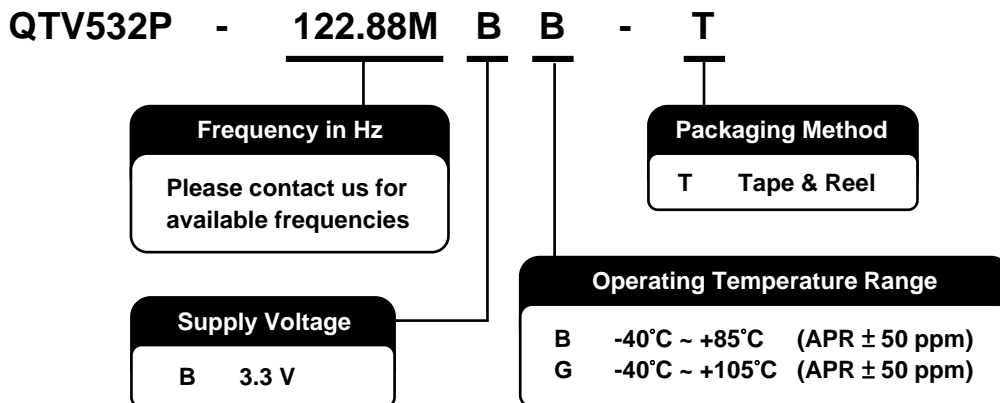 QTV532P - 122.88M B B - T
Frequency in Hz
Please contact us for
available frequencies
Packaging Method
T Tape & Reel
Supply Voltage
B 3.3 V
Operating Temperature Range
B -40°C ~ +85°C (APR ± 50 ppm)
G -40°C ~ +105°C (APR ± 50 ppm)